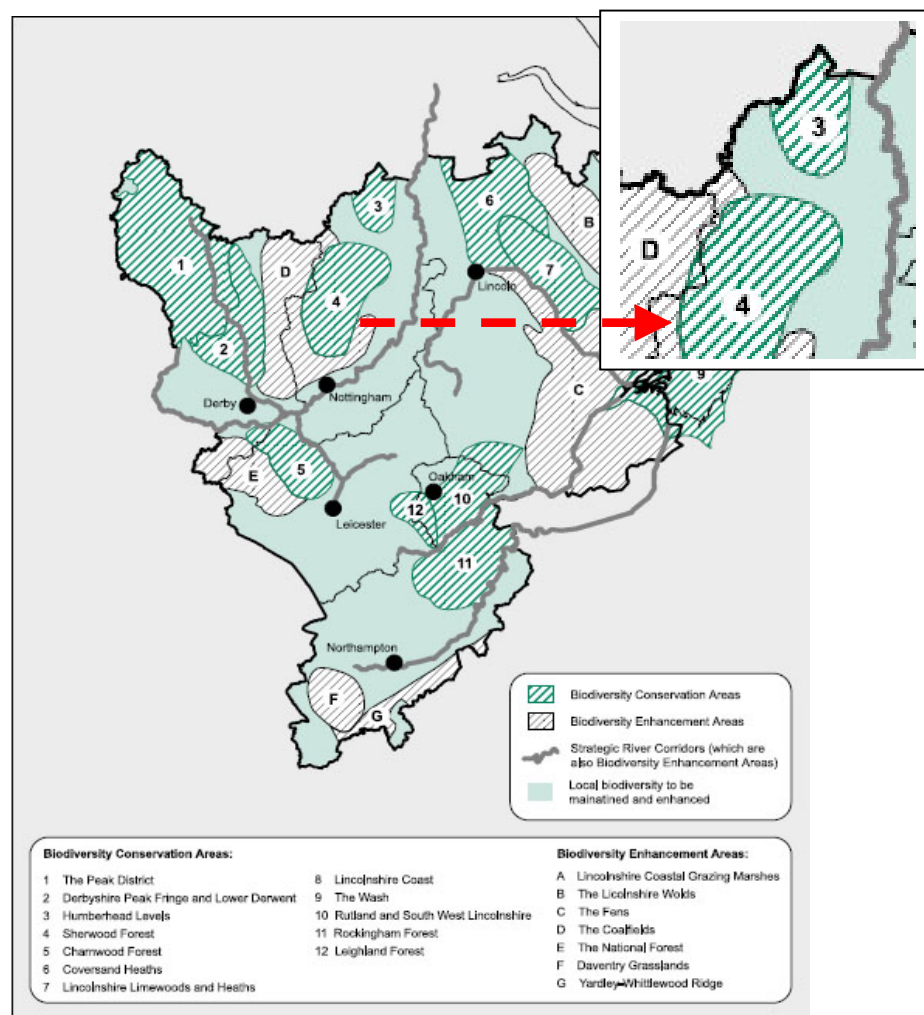 3
D
4
6
B
3
1
D
7
4
Lincoln
2
9
C
Nottingham
Derby
E
5
Oakham
10
12
Leicester
11
Northampton
F
G
Biodiversity Conservation Areas
Biodiversity Enhancement Areas
Strategic River Corridors (which are
also Biodiversity Enhancement Areas)
Local biodiversity to be
mainatined and enhanced
Biodiversity Conservation Areas:
1 The Peak District
2 Derbyshire Peak Fringe and Lower Derwent
3 Humberhead Levels
4 Sherwood Forest
5 Charnwood Forest
6 Coversand Heaths
7 Lincolnshire Limewoods and Heaths
8 Lincolnshire Coast
9 The Wash
10 Rutland and South West Lincolnshire
11 Rockingham Forest
12 Leighland Forest
Biodiversity Enhancement Areas:
A Lincolnshire Coastal Grazing Marshes
B The Licolnshire Wolds
C The Fens
D The Coalfields
E The National Forest
F Daventry Grasslands
G Yardley-Whittlewood Ridge